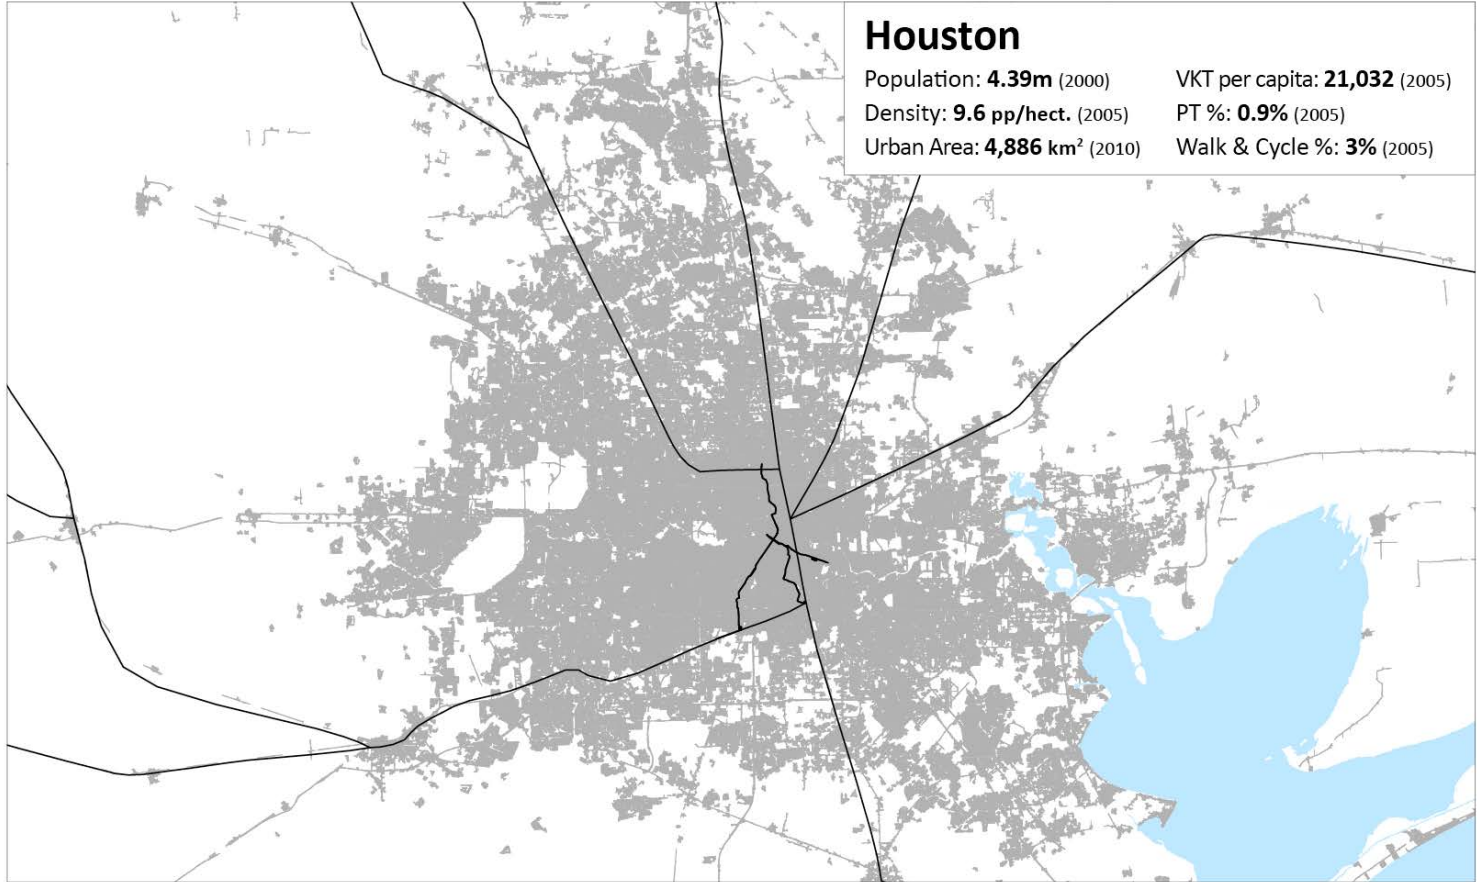 Houston
Population: 4.39m (2000)
VKT per capita: 21,032 (2005)
Density: 9.6 pp/hect. (2005)
PT %: 0.9% (2005)
Urban Area: 4,886 km² (2010)
Walk & Cycle %: 3% (2005)